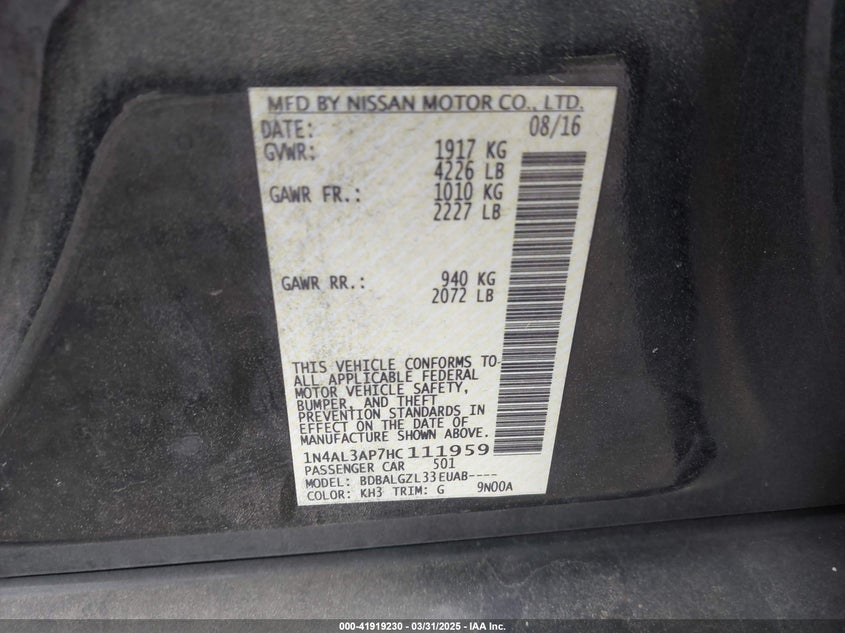 MFD BY NISSAN MOTOR CO., LTD.
DATE: 08/16
GVWR: 1917 KG
4226 LB
GAWR FR.: 1010 KG
2227 LB
GAWR RR.: 940 KG
2072 LB
THIS VEHICLE CONFORMS TO
ALL APPLICABLE FEDERAL
MOTOR VEHICLE SAFETY,
BUMPER, AND THEFT
PREVENTION STANDARDS IN
EFFECT ON THE DATE OF
MANUFACTURE SHOWN ABOVE.
1N4AL3AP7HC111959
PASSENGER CAR 501
MODEL: BDBALGZL33EUAB----
COLOR: KH3 TRIM: G 9N00A
000-41919230 - 03/31/2025 - IAA Inc.